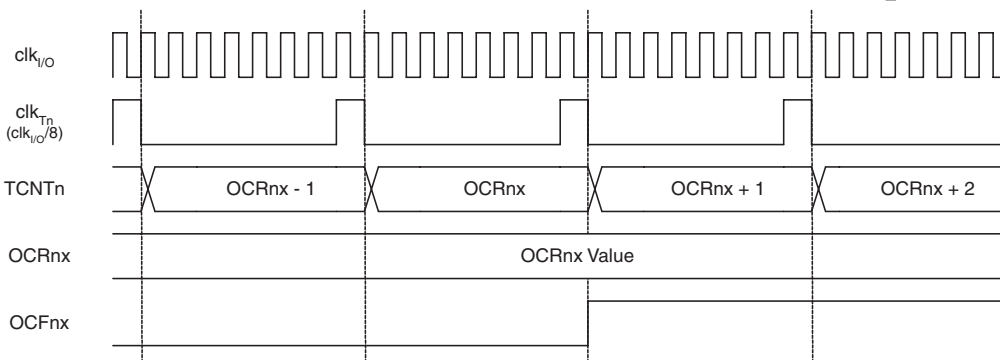 clkI/O
clkTn
(clkI/O/8)
TCNTn OCRnx - 1 OCRnx OCRnx + 1 OCRnx + 2
OCRnx OCRnx Value
OCFnx